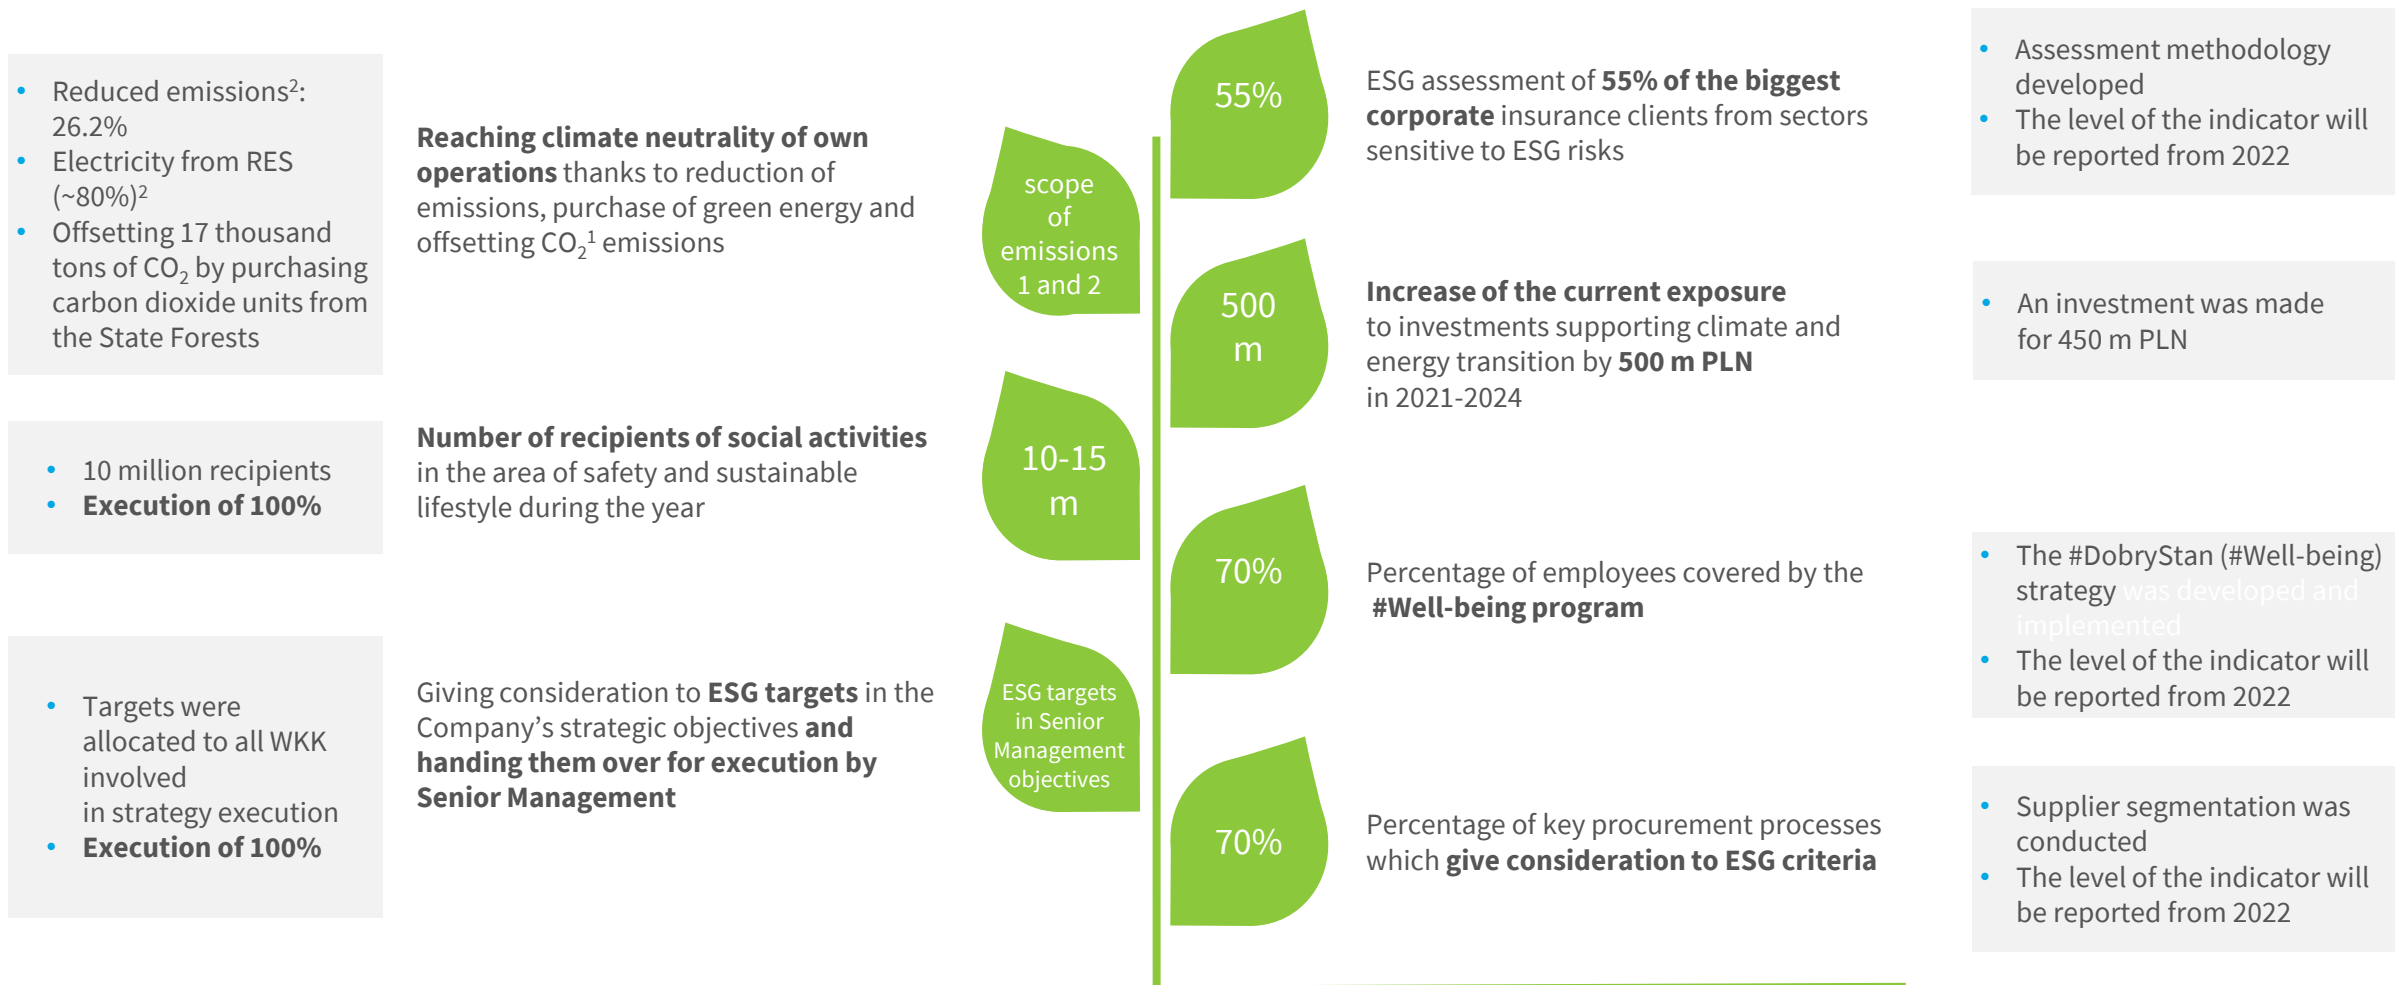 • Reduced emissions²:
26.2%
• Electricity from RES
(~80%)²
• Offsetting 17 thousand
tons of CO₂ by purchasing
carbon dioxide units from
the State Forests
Reaching climate neutrality of own
operations thanks to reduction of
emissions, purchase of green energy and
offsetting CO₂¹ emissions
scope
of
emissions
1 and 2
• 10 million recipients
• Execution of 100%
Number of recipients of social activities
in the area of safety and sustainable
lifestyle during the year
10-15
m
• Targets were
allocated to all WKK
involved
in strategy execution
• Execution of 100%
Giving consideration to ESG targets in the
Company’s strategic objectives and
handing them over for execution by
Senior Management
ESG targets
in Senior
Management
objectives
55%
ESG assessment of 55% of the biggest
corporate insurance clients from sectors
sensitive to ESG risks
• Assessment methodology
developed
• The level of the indicator will
be reported from 2022
500
m
Increase of the current exposure
to investments supporting climate and
energy transition by 500 m PLN
in 2021-2024
• An investment was made
for 450 m PLN
70%
Percentage of employees covered by the
#Well-being program
• The #DobryStan (#Well-being)
strategy was developed and
implemented
• The level of the indicator will
be reported from 2022
70%
Percentage of key procurement processes
which give consideration to ESG criteria
• Supplier segmentation was
conducted
• The level of the indicator will
be reported from 2022